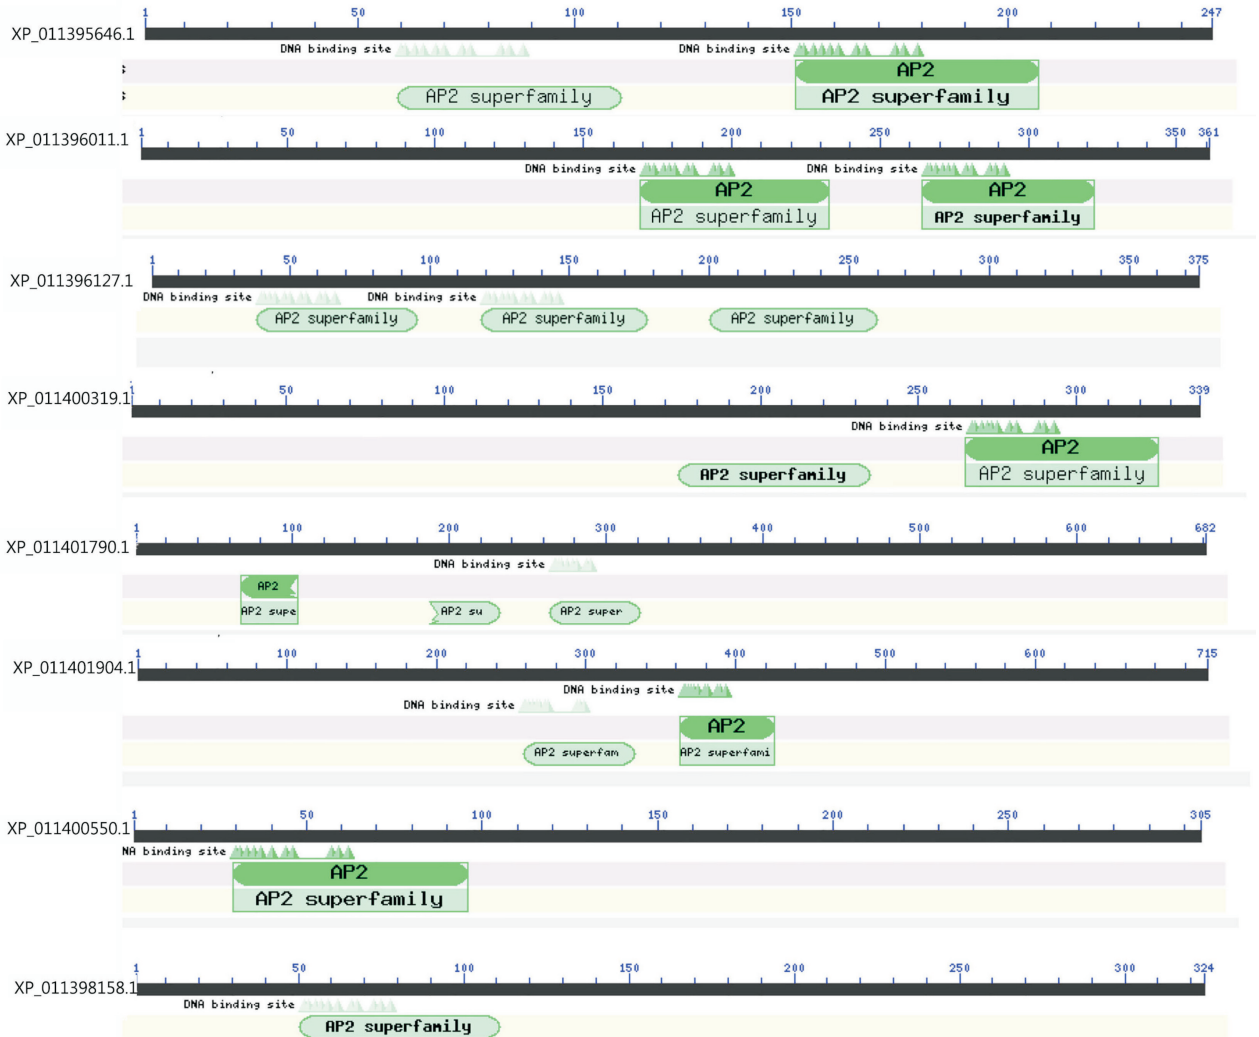 1 50 100 150 200 247
XP_011395646.1
DNA binding site DNA binding site
AP2
AP2 superfamily AP2 superfamily
1 50 100 150 200 250 300 350 361
XP_011396011.1
DNA binding site DNA binding site
AP2 AP2
AP2 superfamily AP2 superfamily
1 50 100 150 200 250 300 350 375
XP_011396127.1
DNA binding site DNA binding site
AP2 superfamily AP2 superfamily AP2 superfamily
1 50 100 150 200 250 300 339
XP_011400319.1
DNA binding site
AP2
AP2 superfamily AP2 superfamily
1 100 200 300 400 500 600 682
XP_011401790.1
DNA binding site
AP2
AP2 supe AP2 su AP2 super
1 100 200 300 400 500 600 715
XP_011401904.1
DNA binding site
DNA binding site
AP2
AP2 superfam AP2 superfami
1 50 100 150 200 250 305
XP_011400550.1
NA binding site
AP2
AP2 superfamily
1 50 100 150 200 250 300 324
XP_011398158.1
DNA binding site
AP2 superfamily